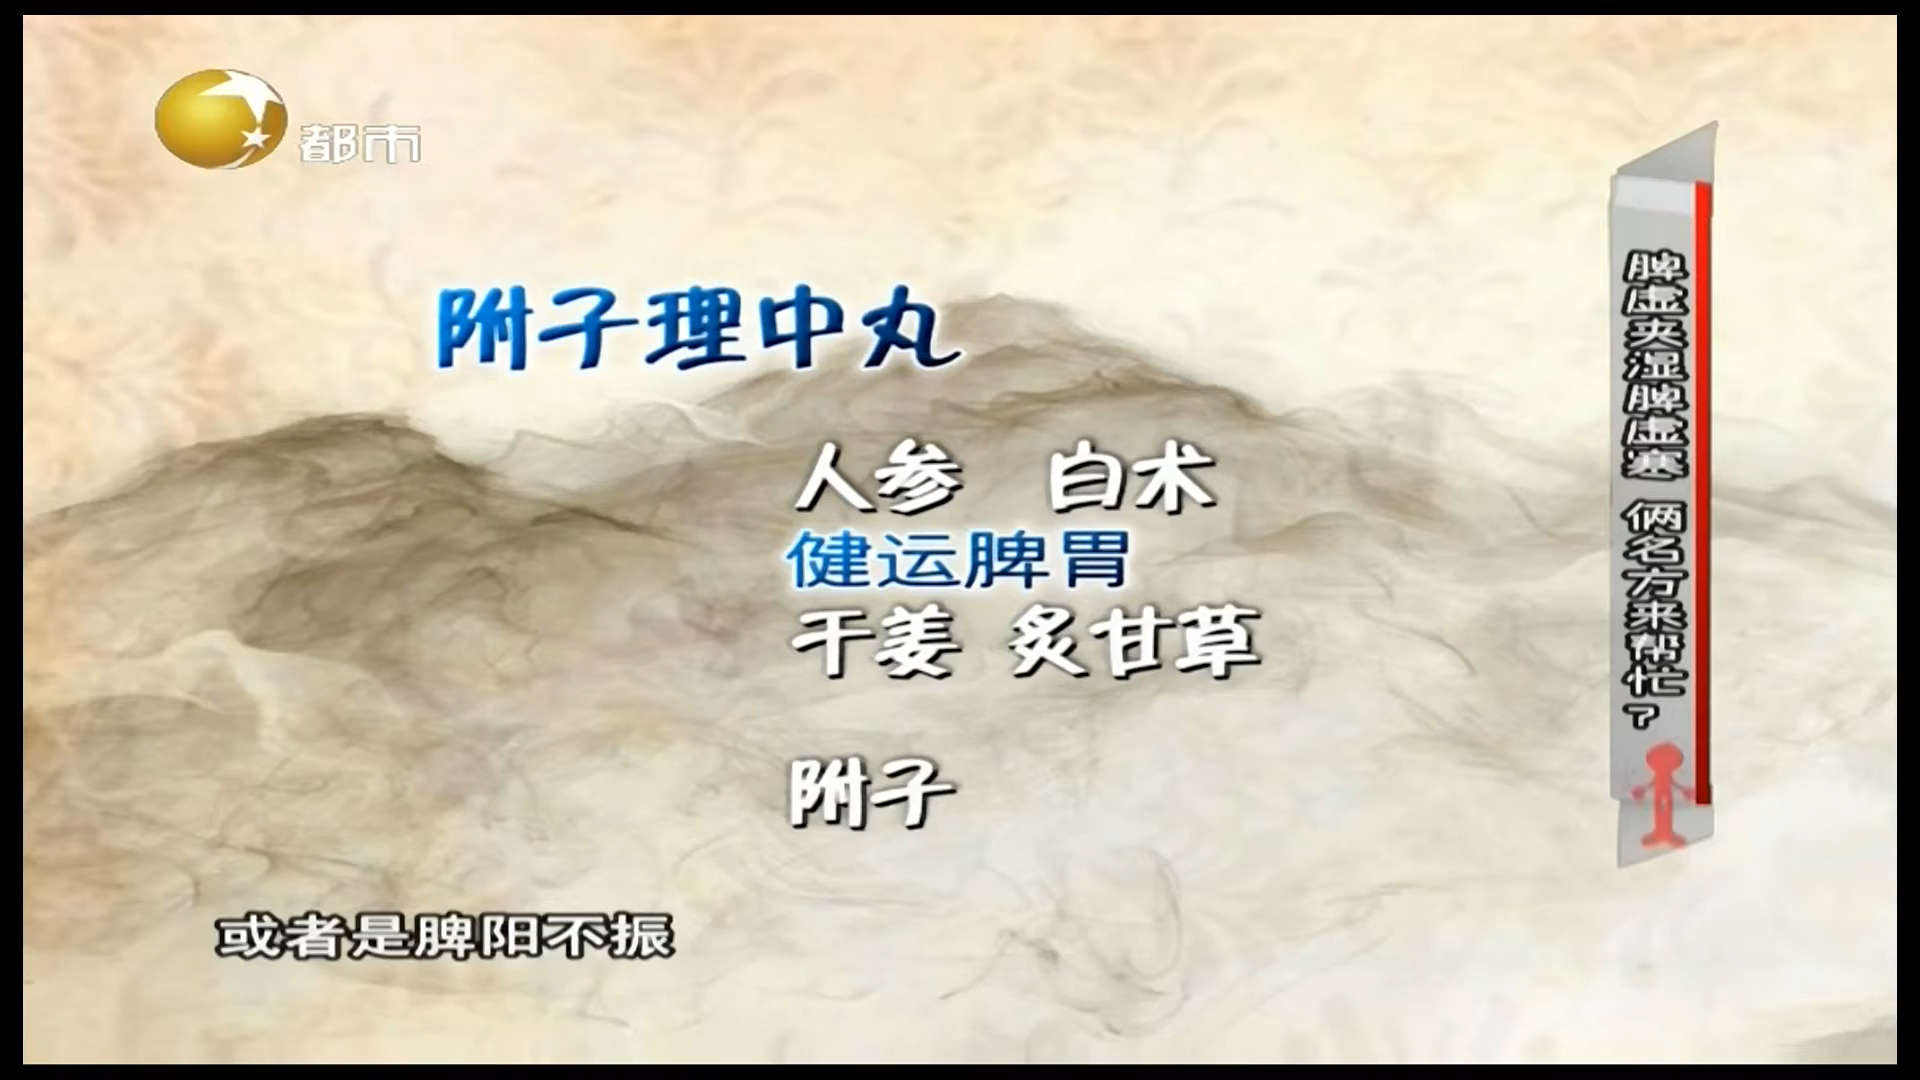 都市
附子理中丸
人参 白术
健运脾胃
干姜 炙甘草
附子
或者是脾阳不振
脾虚夹湿脾虚寒 俩名方来帮忙？